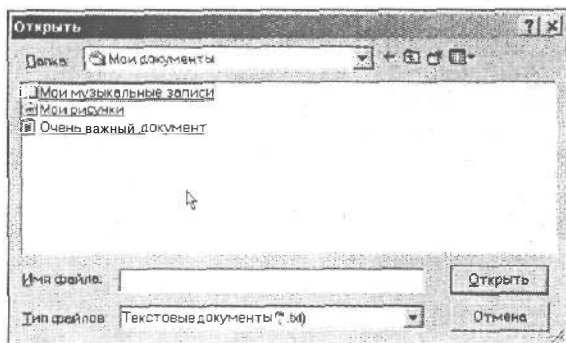 Открыть
Папка: Мои документы
Мои музыкальные записи
Мои рисунки
Очень важный документ
Имя файла:
Открыть
Тип файлов: Текстовые документы (*.txt)
Отмена